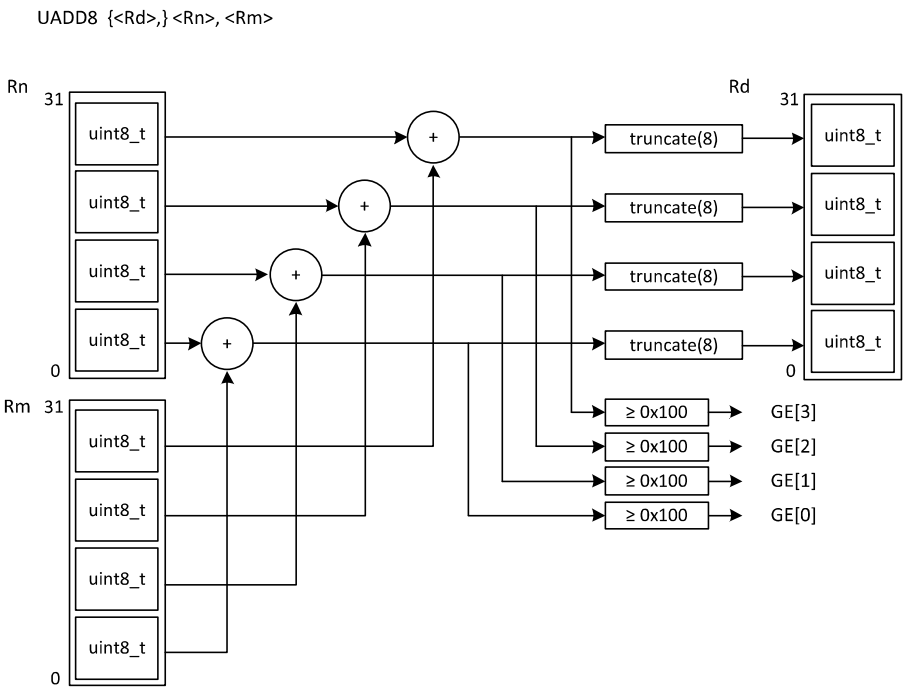 UADD8 {<Rd>,} <Rn>, <Rm>
Rn
31
uint8_t
uint8_t
uint8_t
uint8_t
0
Rm
31
uint8_t
uint8_t
uint8_t
uint8_t
0
+
+
+
+
truncate(8)
truncate(8)
truncate(8)
truncate(8)
Rd
31
uint8_t
uint8_t
uint8_t
uint8_t
0
≥ 0x100
GE[3]
≥ 0x100
GE[2]
≥ 0x100
GE[1]
≥ 0x100
GE[0]